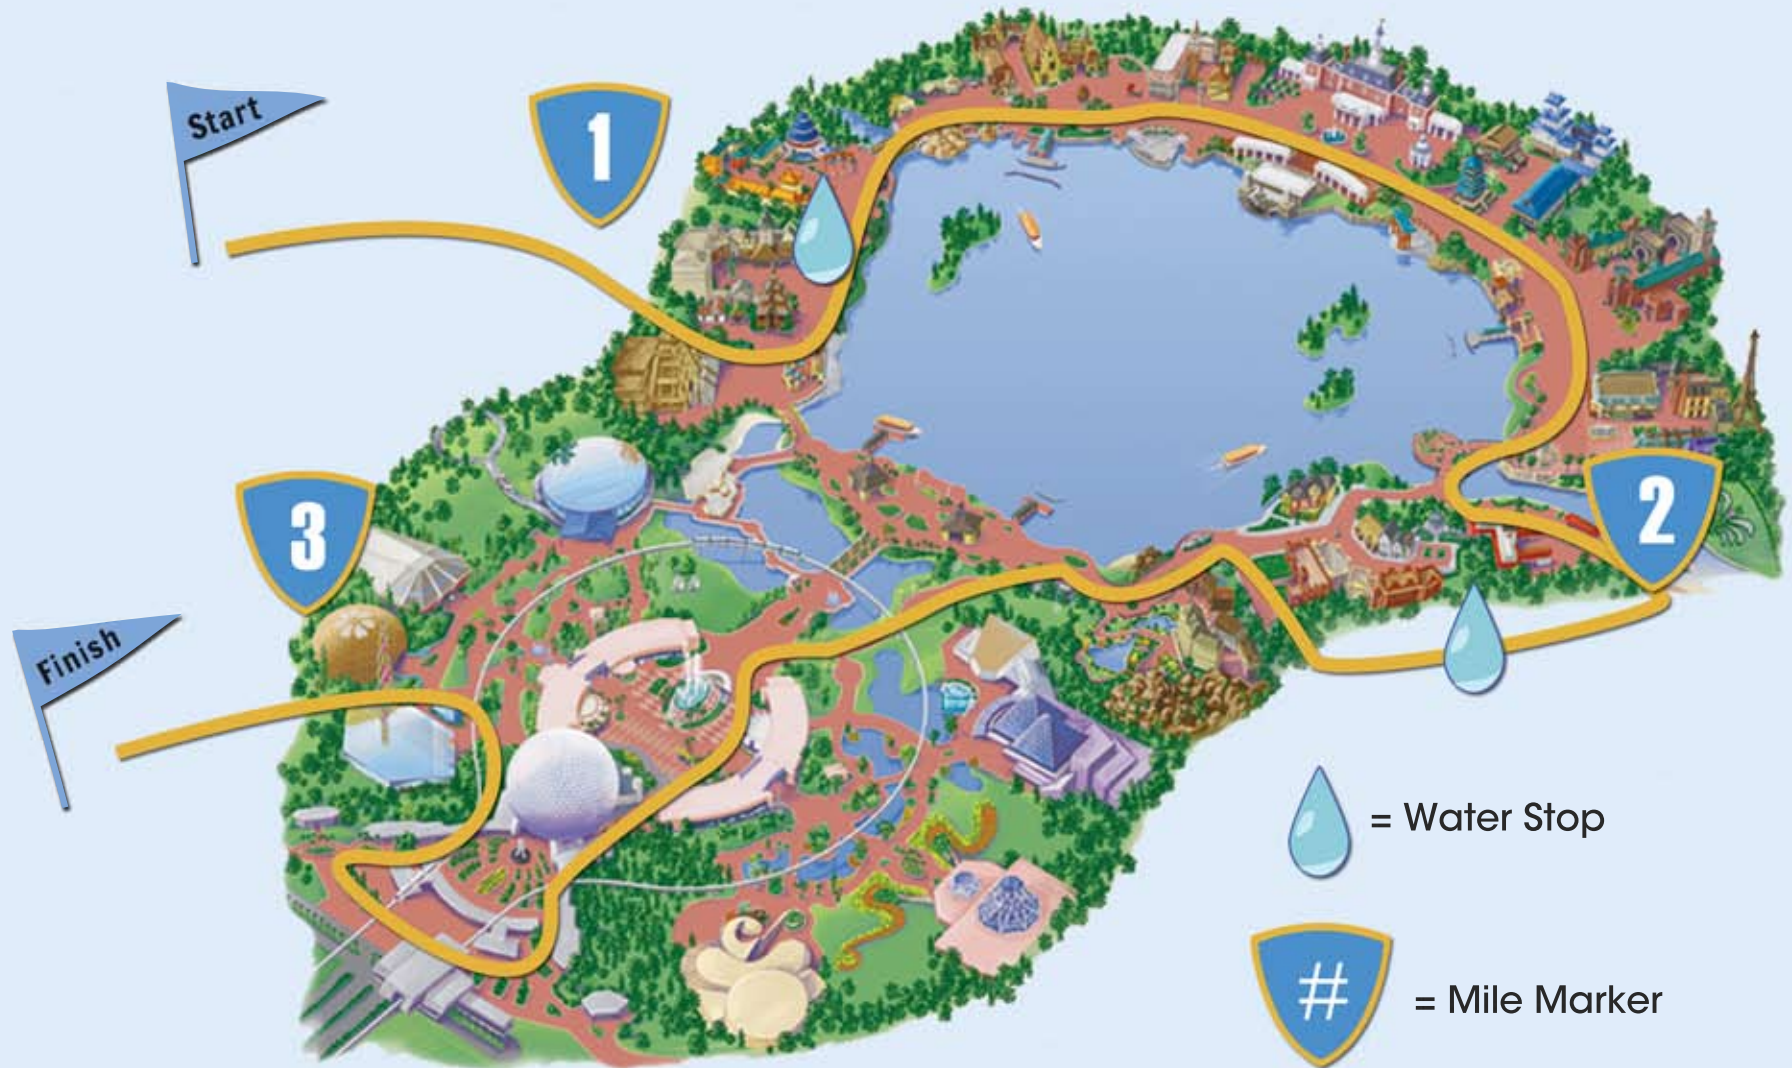 Start
1
2
3
Finish
= Water Stop
#
= Mile Marker